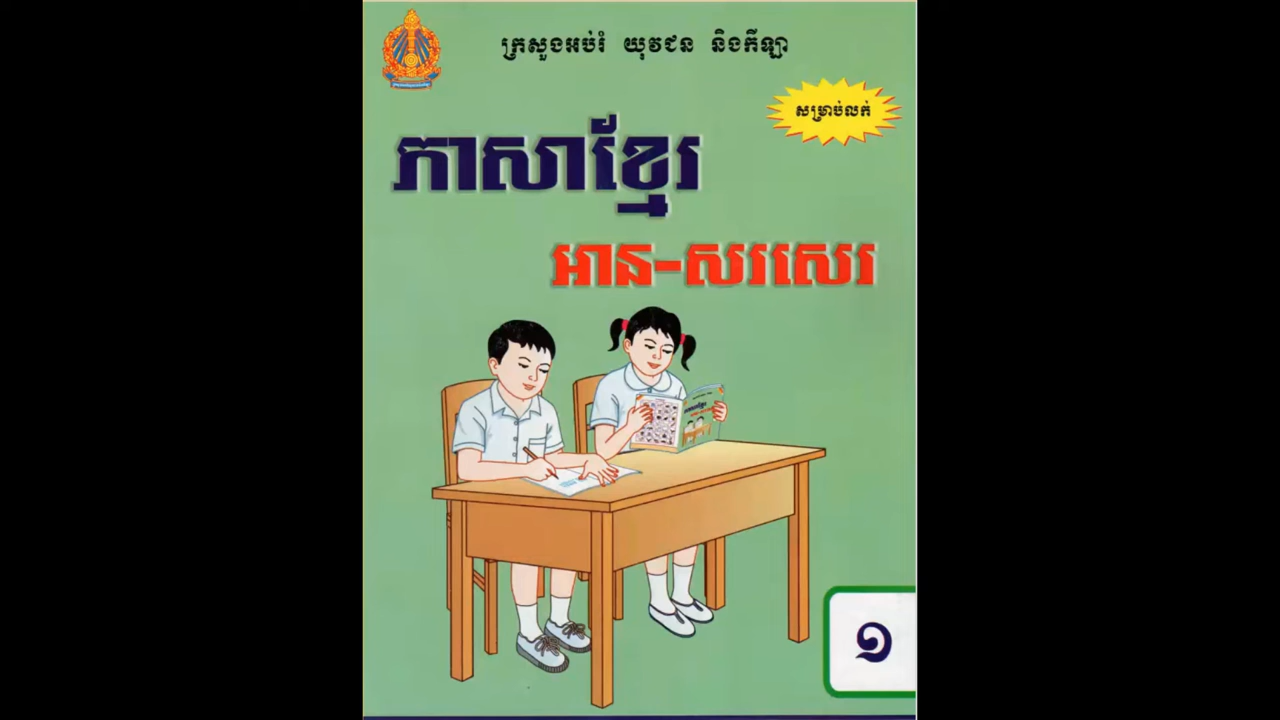 ក្រសួងអប់រំ យុវជន និងកីឡា
សម្រាប់លក់
ភាសាខ្មែរ
អាន-សរសេរ
១